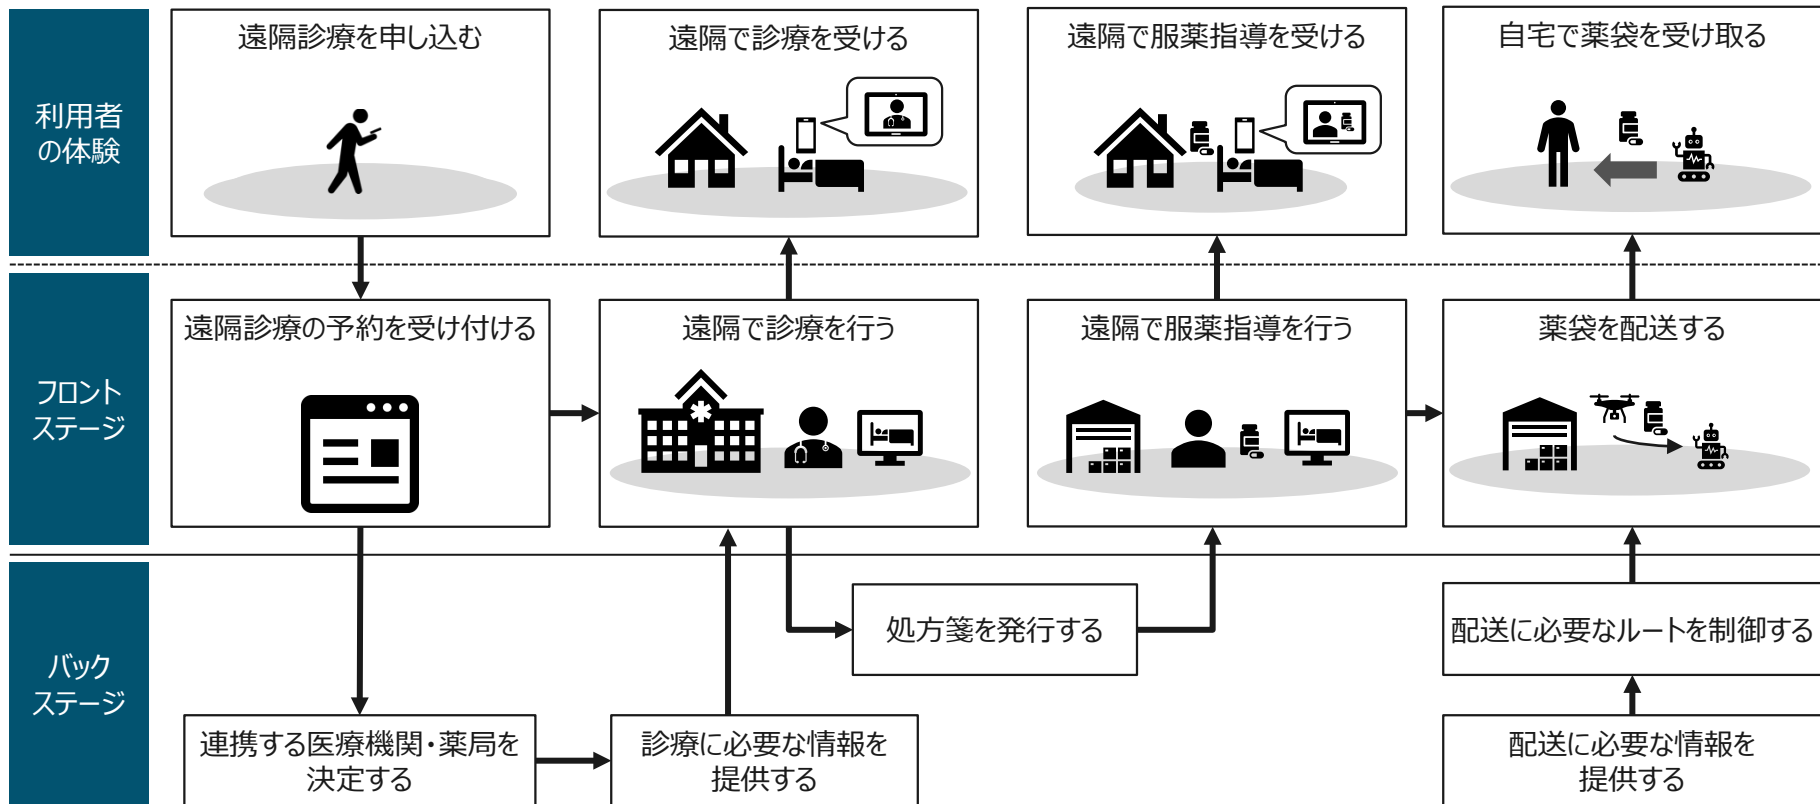 利用者
の体験
遠隔診療を申し込む
遠隔で診療を受ける
遠隔で服薬指導を受ける
自宅で薬袋を受け取る
フロント
ステージ
遠隔診療の予約を受け付ける
遠隔で診療を行う
遠隔で服薬指導を行う
薬袋を配送する
バック
ステージ
処方箋を発行する
配送に必要なルートを制御する
連携する医療機関・薬局を
決定する
診療に必要な情報を
提供する
配送に必要な情報を
提供する